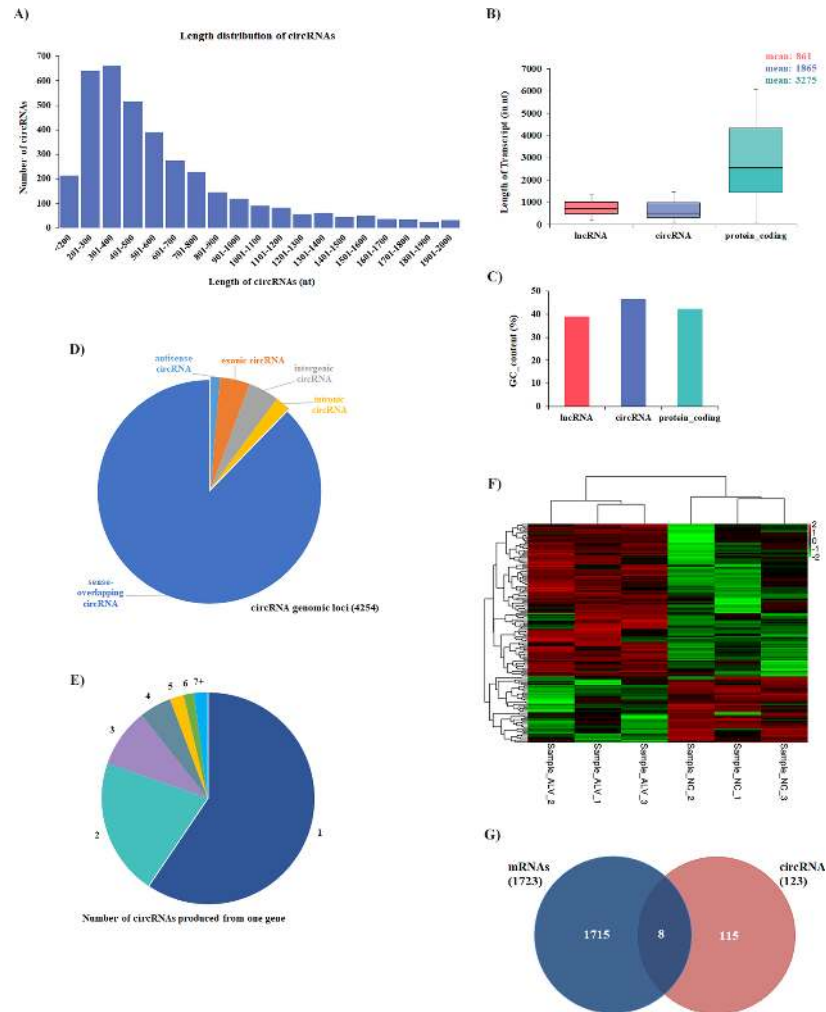 A)
Length distribution of circRNAs
Number of circRNAs
700
600
500
400
300
200
100
0
<200
201-300
301-400
401-500
501-600
601-700
701-800
801-900
901-1000
1001-1100
1101-1200
1201-1300
1301-1400
1401-1500
1501-1600
1601-1700
1701-1800
1801-1900
1901-2000
Length of circRNAs (nt)
B)
mean: 861
mean: 1865
mean: 3275
Length of Transcript (in nt)
7000
6000
5000
4000
3000
2000
1000
0
lncRNA
circRNA
protein_coding
C)
GC_content (%)
50
40
30
20
10
0
lncRNA
circRNA
protein_coding
D)
antisense
circRNA
exonic circRNA
intergenic
circRNA
intronic
circRNA
sense-
overlapping
circRNA
circRNA genomic loci (4254)
E)
1
2
3
4
5
6
7+
Number of circRNAs produced from one gene
F)
2
1
0
-1
-2
Sample_ALV_2
Sample_ALV_1
Sample_ALV_3
Sample_NC_2
Sample_NC_1
Sample_NC_3
G)
mRNAs
(1723)
circRNA
(123)
1715
8
115